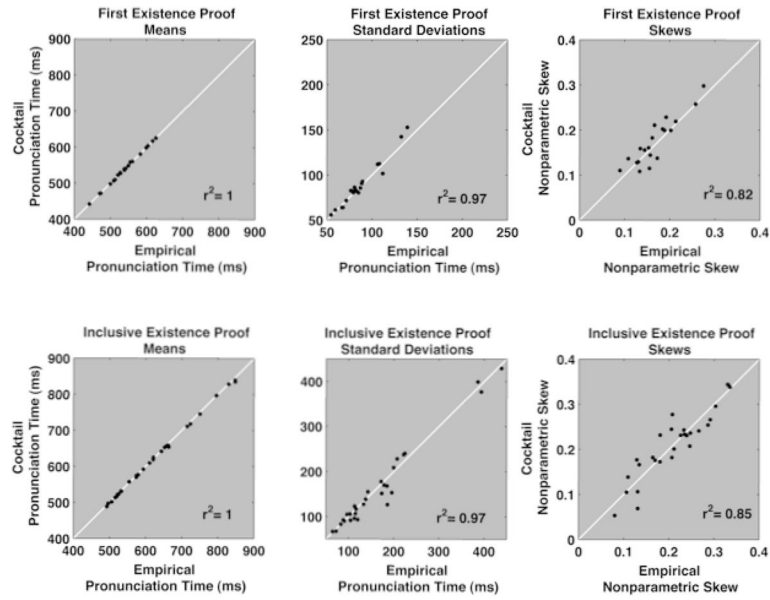 First Existence Proof
Means
Cocktail
Pronunciation Time (ms)
900
800
700
600
500
400
r²= 1
400 500 600 700 800 900
Empirical
Pronunciation Time (ms)
First Existence Proof
Standard Deviations
250
200
150
100
50
r²= 0.97
50 100 150 200 250
Empirical
Pronunciation Time (ms)
First Existence Proof
Skews
Cocktail
Nonparametric Skew
0.4
0.3
0.2
0.1
0
r²= 0.82
0 0.1 0.2 0.3 0.4
Empirical
Nonparametric Skew
Inclusive Existence Proof
Means
Cocktail
Pronunciation Time (ms)
900
800
700
600
500
400
r²= 1
400 500 600 700 800 900
Empirical
Pronunciation Time (ms)
Inclusive Existence Proof
Standard Deviations
400
300
200
100
r²= 0.97
100 200 300 400
Empirical
Pronunciation Time (ms)
Inclusive Existence Proof
Skews
Cocktail
Nonparametric Skew
0.4
0.3
0.2
0.1
0
r²= 0.85
0 0.1 0.2 0.3 0.4
Empirical
Nonparametric Skew